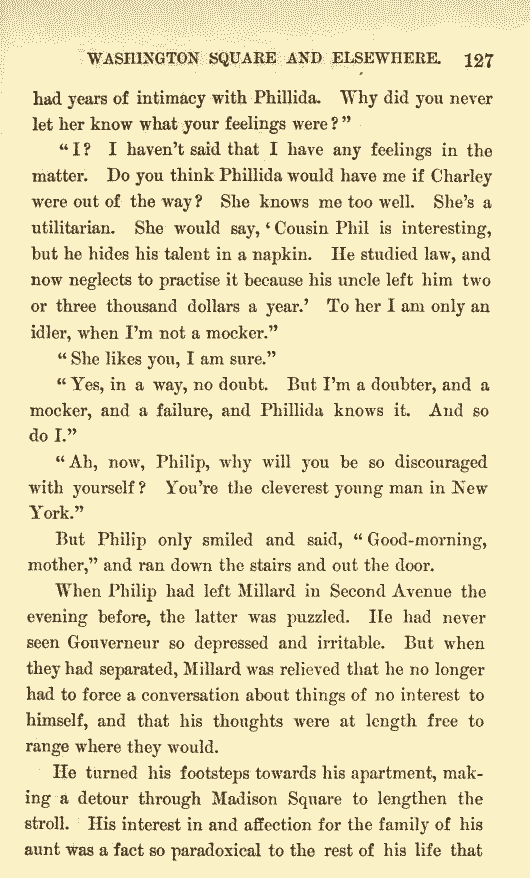 WASHINGTON SQUARE AND ELSEWHERE. 127
had years of intimacy with Phillida. Why did you never
let her know what your feelings were?"
"I? I haven't said that I have any feelings in the
matter. Do you think Phillida would have me if Charley
were out of the way? She knows me too well. She's a
utilitarian. She would say, 'Cousin Phil is interesting,
but he hides his talent in a napkin. He studied law, and
now neglects to practise it because his uncle left him two
or three thousand dollars a year.' To her I am only an
idler, when I'm not a mocker."
"She likes you, I am sure."
"Yes, in a way, no doubt. But I'm a doubter, and a
mocker, and a failure, and Phillida knows it. And so
do I."
"Ah, now, Philip, why will you be so discouraged
with yourself? You're the cleverest young man in New
York."
But Philip only smiled and said, "Good-morning,
mother," and ran down the stairs and out the door.
When Philip had left Millard in Second Avenue the
evening before, the latter was puzzled. He had never
seen Gouverneur so depressed and irritable. But when
they had separated, Millard was relieved that he no longer
had to force a conversation about things of no interest to
himself, and that his thoughts were at length free to
range where they would.
He turned his footsteps towards his apartment, mak-
ing a detour through Madison Square to lengthen the
stroll. His interest in and affection for the family of his
aunt was a fact so paradoxical to the rest of his life that